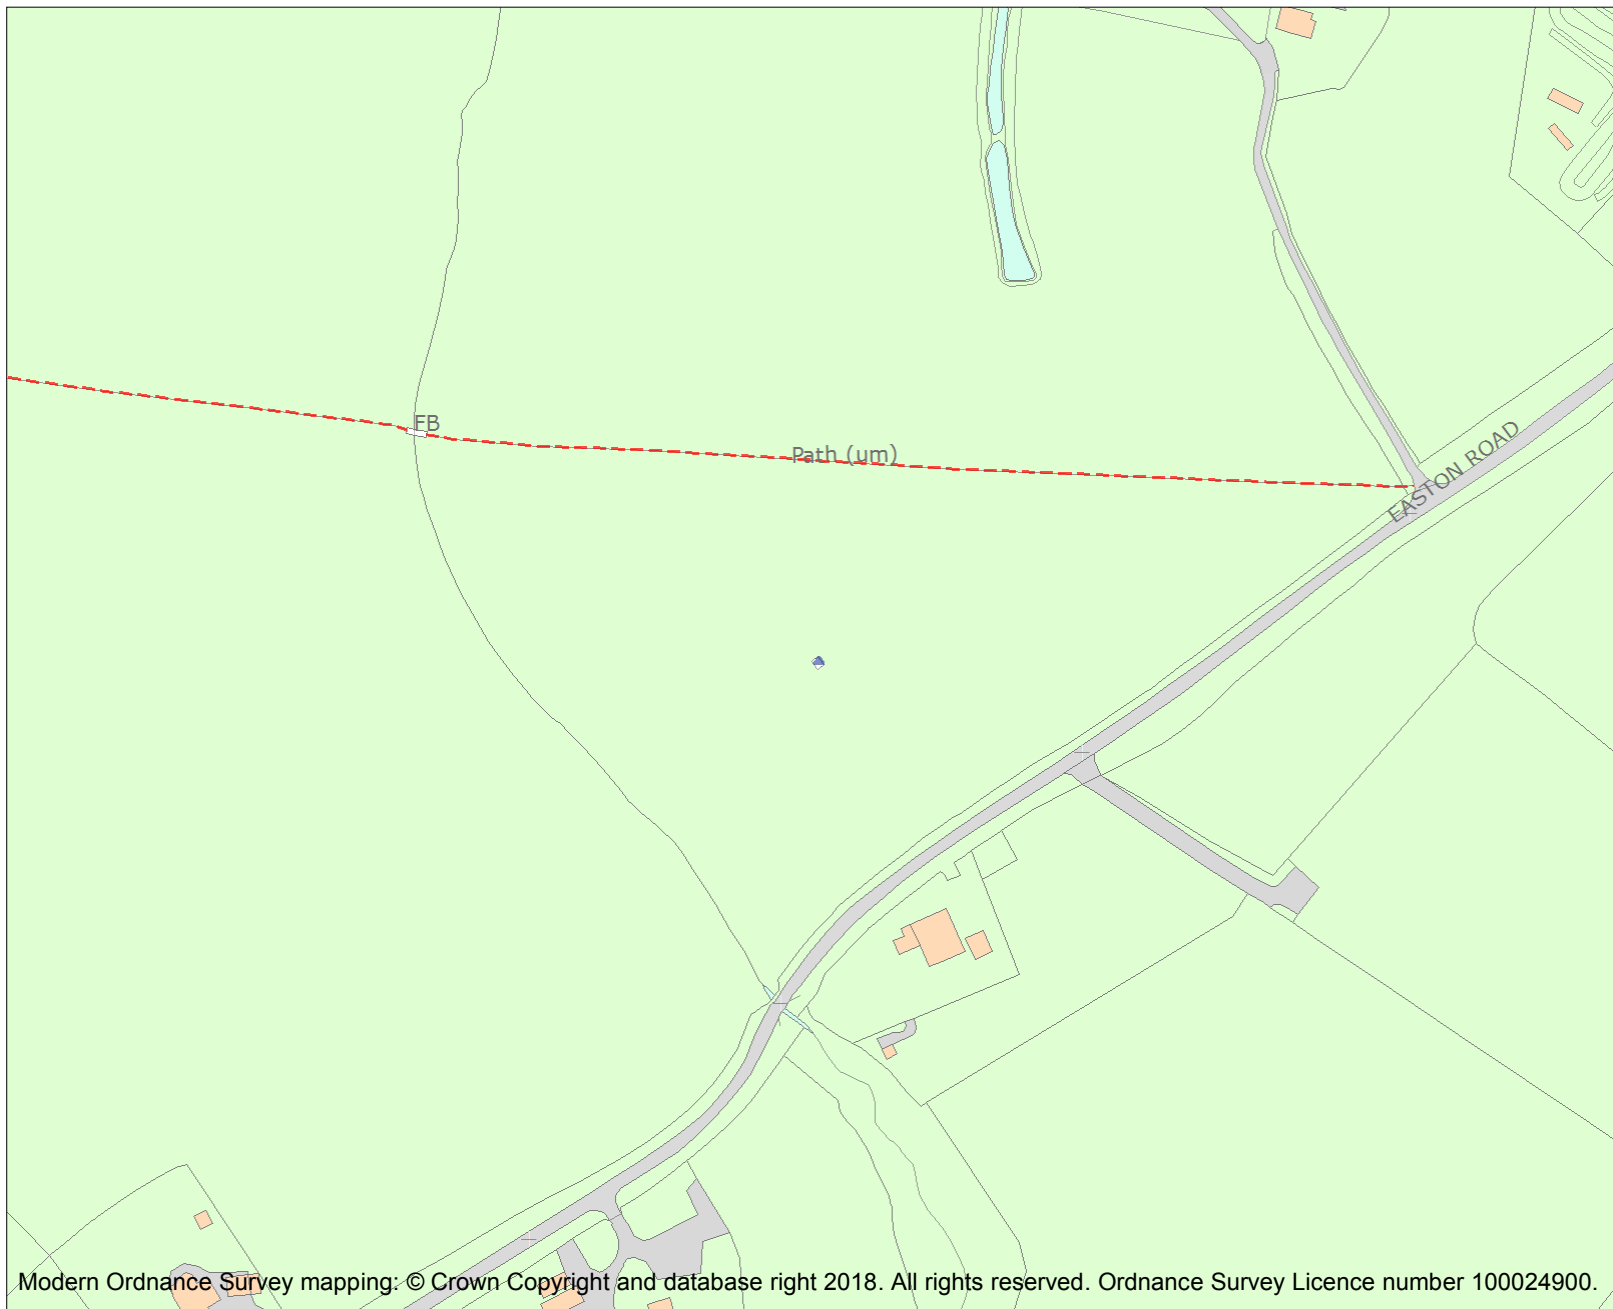 FB
Path (um)
EASTON ROAD
Modern Ordnance Survey mapping: © Crown Copyright and database right 2018. All rights reserved. Ordnance Survey Licence number 100024900.